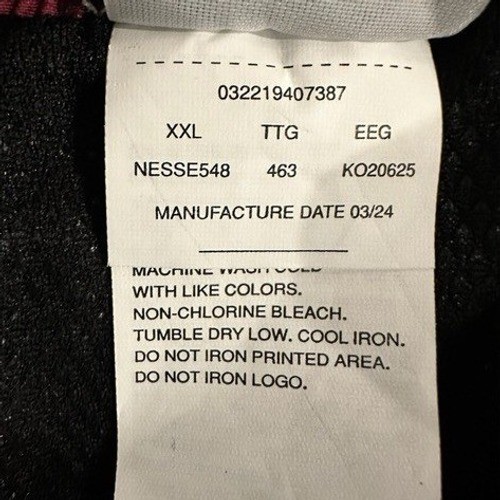 032219407387
XXL TTG EEG
NESSE548 463 KO20625
MANUFACTURE DATE 03/24
MACHINE WASH COLD
WITH LIKE COLORS.
NON-CHLORINE BLEACH.
TUMBLE DRY LOW. COOL IRON.
DO NOT IRON PRINTED AREA.
DO NOT IRON LOGO.